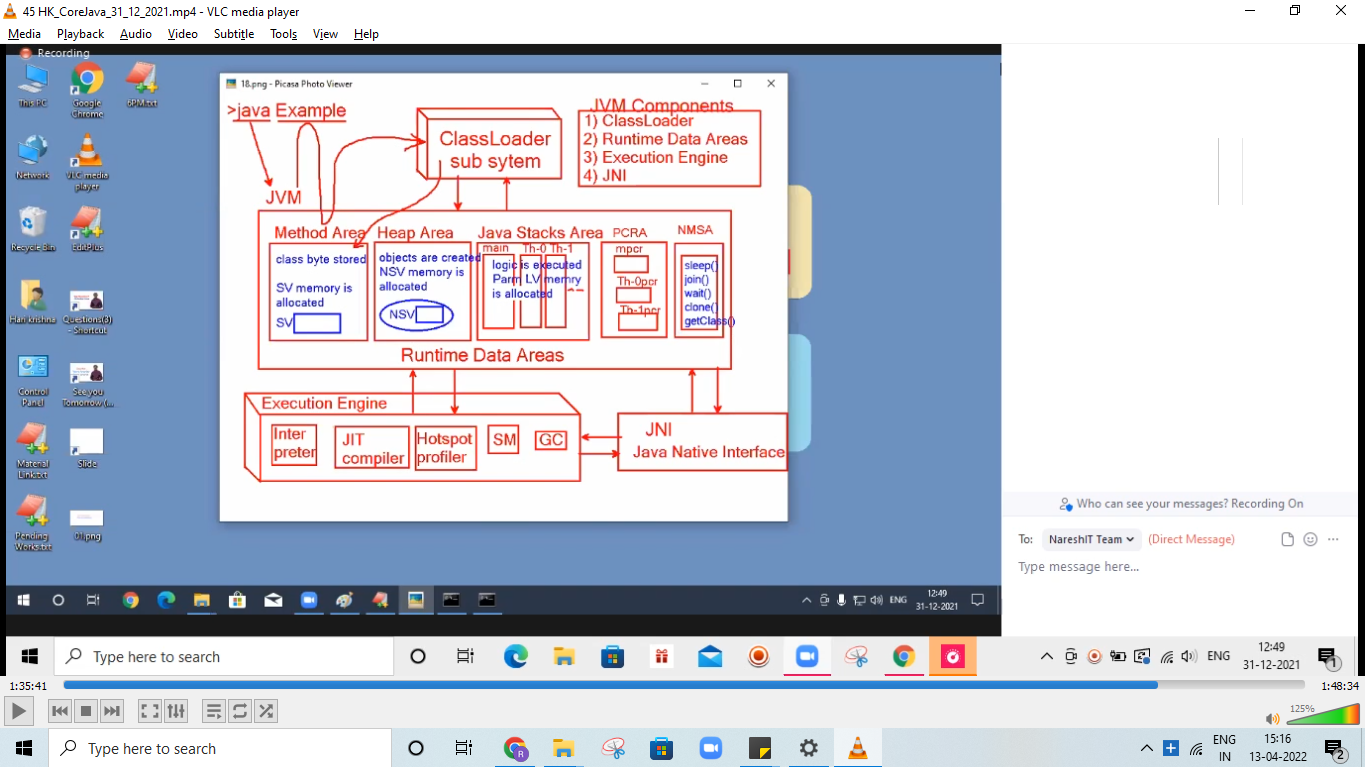 45 HK_CoreJava_31_12_2021.mp4 - VLC media player
Media Playback Audio Video Subtitle Tools View Help
Recording
This PC
Google Chrome
6PM.txt
Network
VLC media player
Recycle Bin
EditPlus
Hari krishna
Questions(3) - Shortcut
Control Panel
See you Tomorrow (...
Material Link.txt
Slide
Pending Works.txt
01.png
18.png - Picasa Photo Viewer
>java Example
JVM
ClassLoader
sub sytem
JVM Components
1) ClassLoader
2) Runtime Data Areas
3) Execution Engine
4) JNI
Method Area
class byte stored
SV memory is
allocated
SV
Heap Area
objects are created
NSV memory is
allocated
NSV
Java Stacks Area
main Th-0 Th-1
logic is executed
Parm LV memry
is allocated
PCRA
mpcr
Th-0pcr
Th-1pcr
NMSA
sleep()
join()
wait()
clone()
getClass()
Runtime Data Areas
Execution Engine
Inter
preter
JIT
compiler
Hotspot
profiler
SM
GC
JNI
Java Native Interface
Who can see your messages? Recording On
To: NareshIT Team (Direct Message)
Type message here...
ENG
12:49
31-12-2021
Type here to search
ENG
12:49
31-12-2021
1
1:35:41
1:48:34
125%
Type here to search
R
ENG
IN
15:16
13-04-2022
2